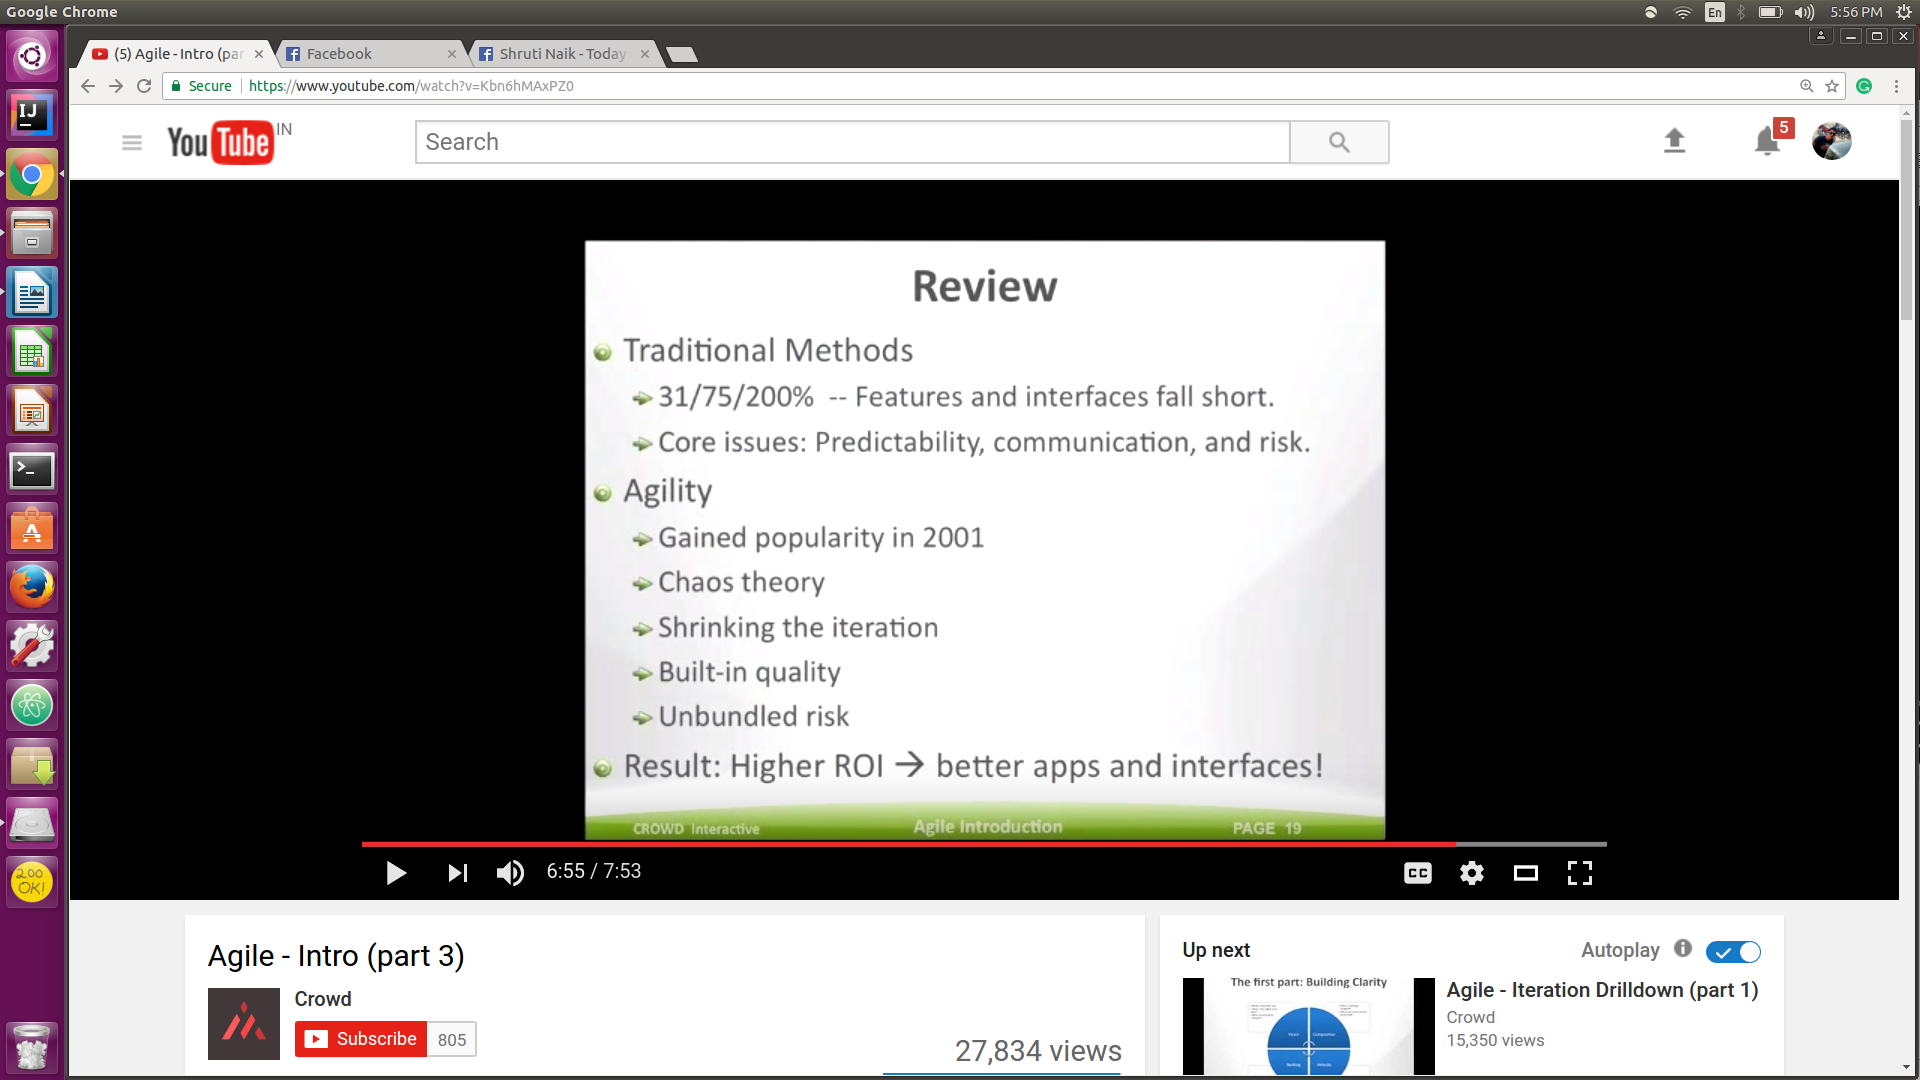 Google Chrome
En
5:56 PM
(5) Agile - Intro (par
Facebook
Shruti Naik - Today
Secure
https://www.youtube.com/watch?v=Kbn6hMAxPZ0
YouTube IN
Search
5
Review
Traditional Methods
31/75/200% -- Features and interfaces fall short.
Core issues: Predictability, communication, and risk.
Agility
Gained popularity in 2001
Chaos theory
Shrinking the iteration
Built-in quality
Unbundled risk
Result: Higher ROI → better apps and interfaces!
CROWD Interactive
Agile Introduction
PAGE 19
6:55 / 7:53
CC
IJ
200
OK!
Agile - Intro (part 3)
Crowd
Subscribe 805
27,834 views
Up next
Autoplay
The first part: Building Clarity
Agile - Iteration Drilldown (part 1)
Crowd
15,350 views